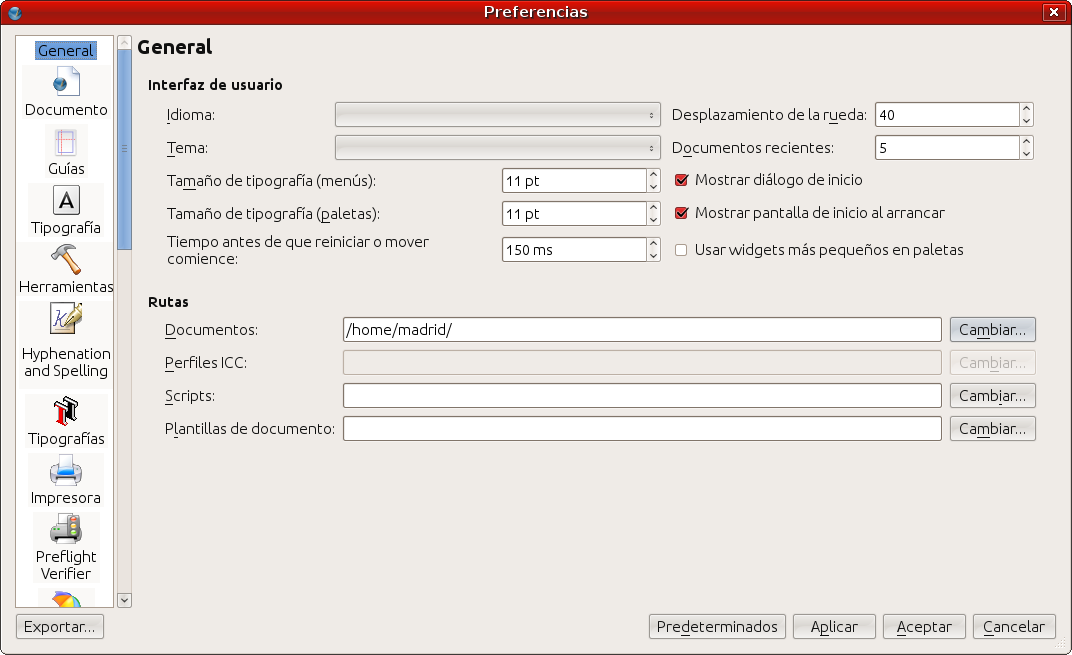 Preferencias
General
Documento
Guías
Tipografía
Herramientas
Hyphenation
and Spelling
Tipografías
Impresora
Preflight
Verifier
General
Interfaz de usuario
Idioma:
Desplazamiento de la rueda: 40
Tema:
Documentos recientes: 5
Tamaño de tipografía (menús): 11 pt
Mostrar diálogo de inicio
Tamaño de tipografía (paletas): 11 pt
Mostrar pantalla de inicio al arrancar
Tiempo antes de que reiniciar o mover
comience: 150 ms
Usar widgets más pequeños en paletas
Rutas
Documentos: /home/madrid/ Cambiar...
Perfiles ICC: Cambiar...
Scripts: Cambiar...
Plantillas de documento: Cambiar...
Exportar... Predeterminados Aplicar Aceptar Cancelar